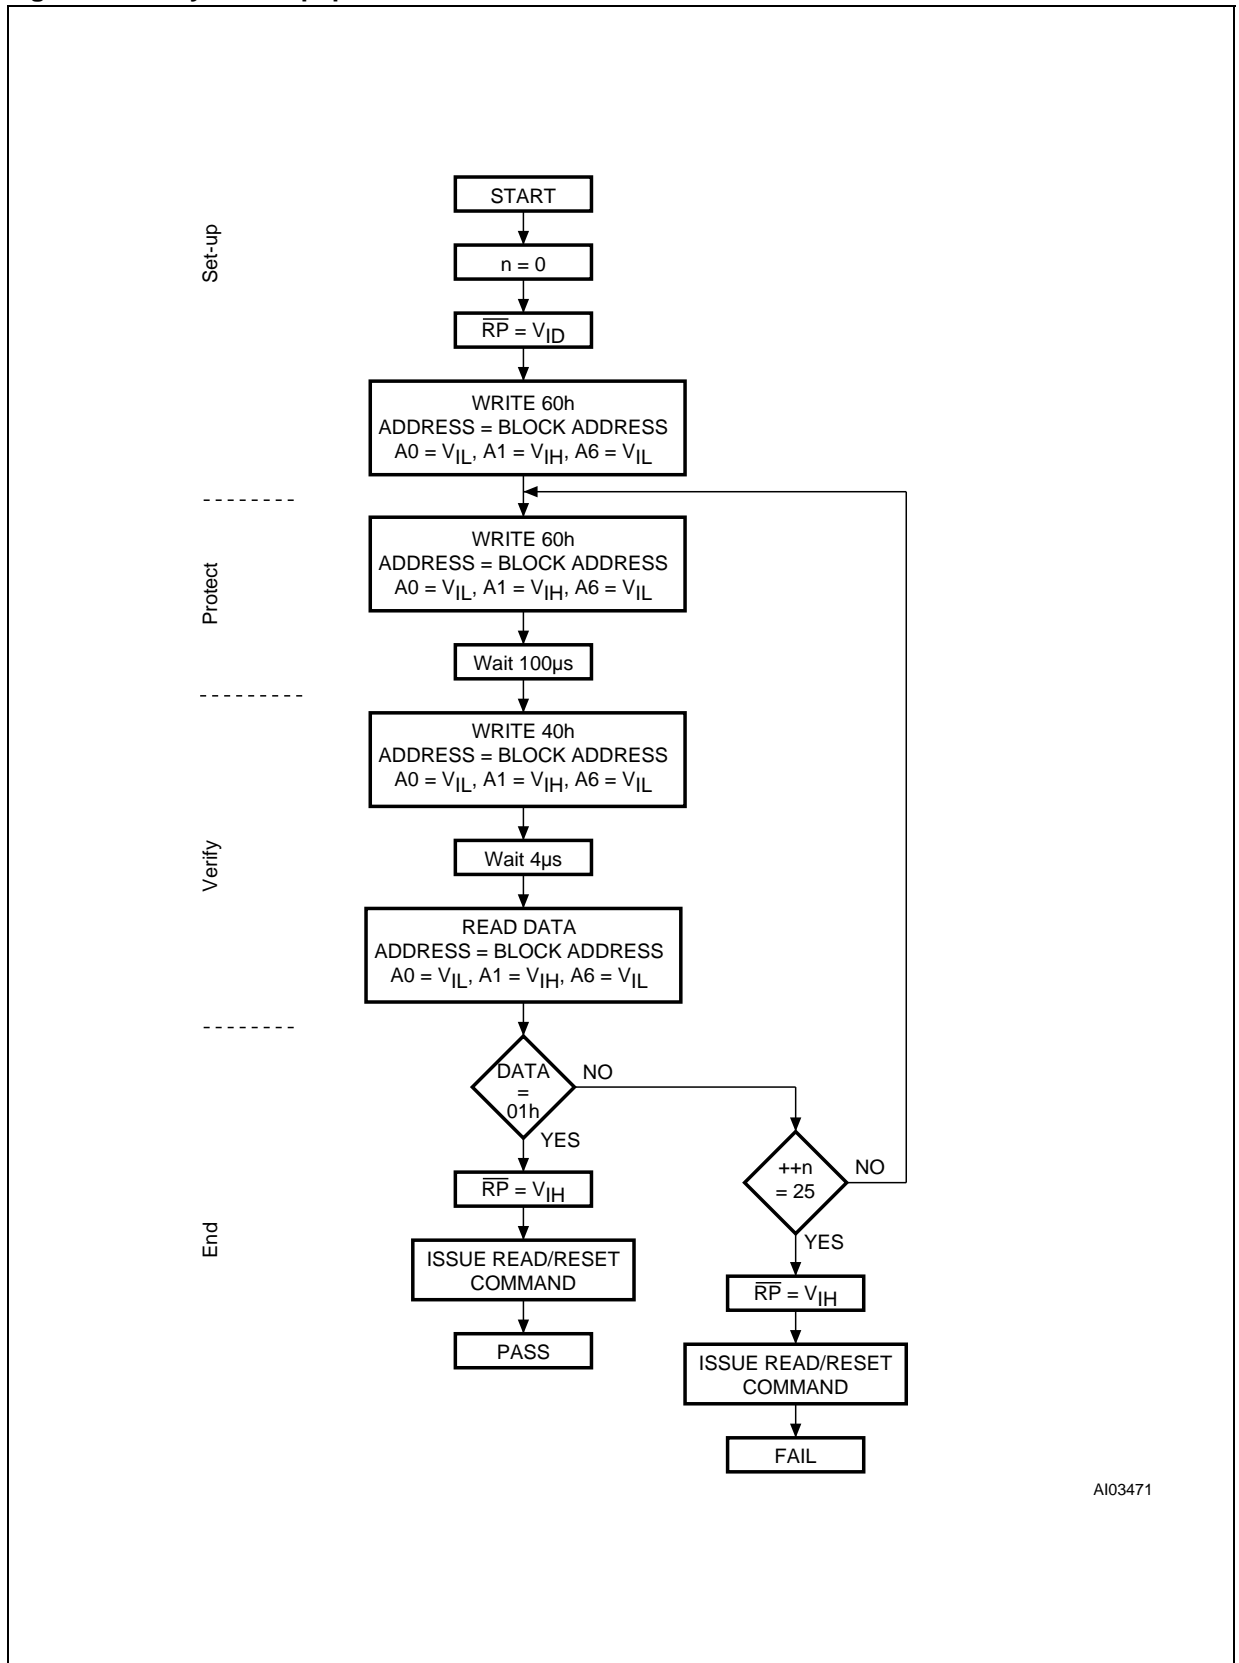 Set-up
START
n = 0
RP = VID
WRITE 60h
ADDRESS = BLOCK ADDRESS
A0 = VIL, A1 = VIH, A6 = VIL
Protect
WRITE 60h
ADDRESS = BLOCK ADDRESS
A0 = VIL, A1 = VIH, A6 = VIL
Wait 100µs
Verify
WRITE 40h
ADDRESS = BLOCK ADDRESS
A0 = VIL, A1 = VIH, A6 = VIL
Wait 4µs
READ DATA
ADDRESS = BLOCK ADDRESS
A0 = VIL, A1 = VIH, A6 = VIL
End
DATA
=
01h
NO
YES
RP = VIH
ISSUE READ/RESET
COMMAND
PASS
++n
= 25
NO
YES
RP = VIH
ISSUE READ/RESET
COMMAND
FAIL
AI03471